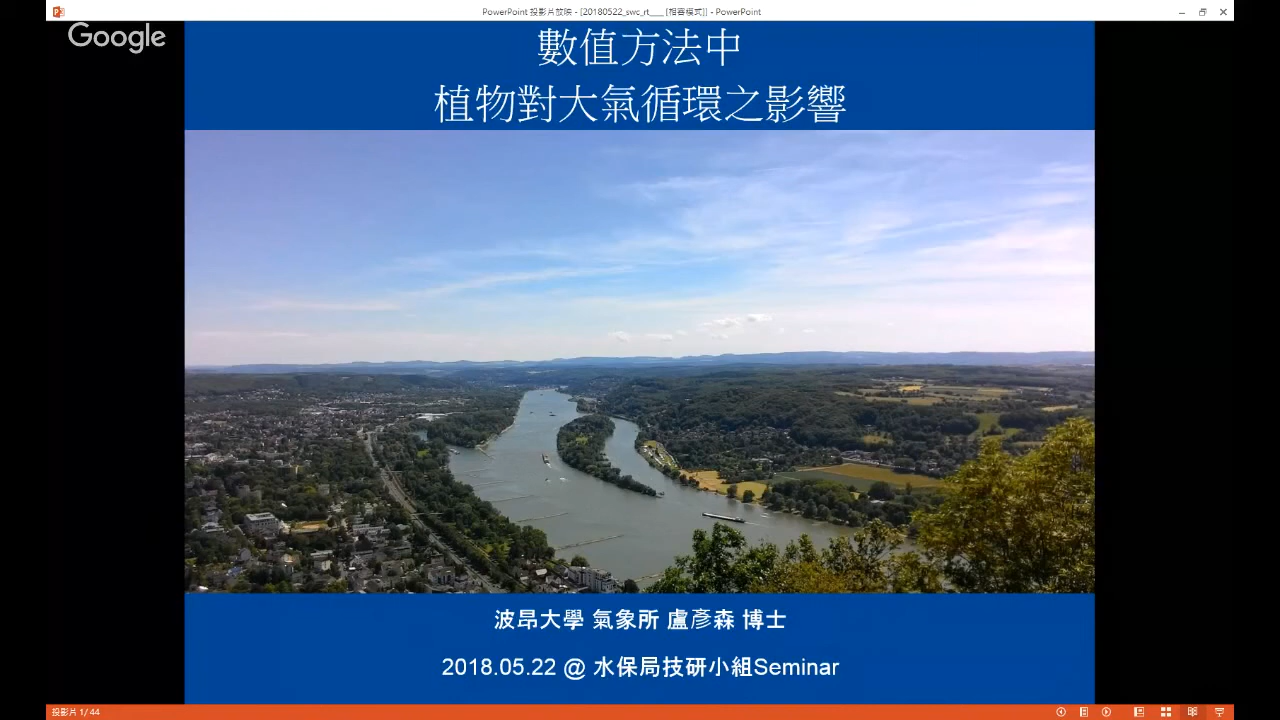 PowerPoint 投影片放映 - [20180522_swc_rt___ [相容模式]] - PowerPoint
Google
數值方法中
植物對大氣循環之影響
波昂大學 氣象所 盧彥森 博士
2018.05.22 @ 水保局技研小組Seminar
投影片 1/ 44